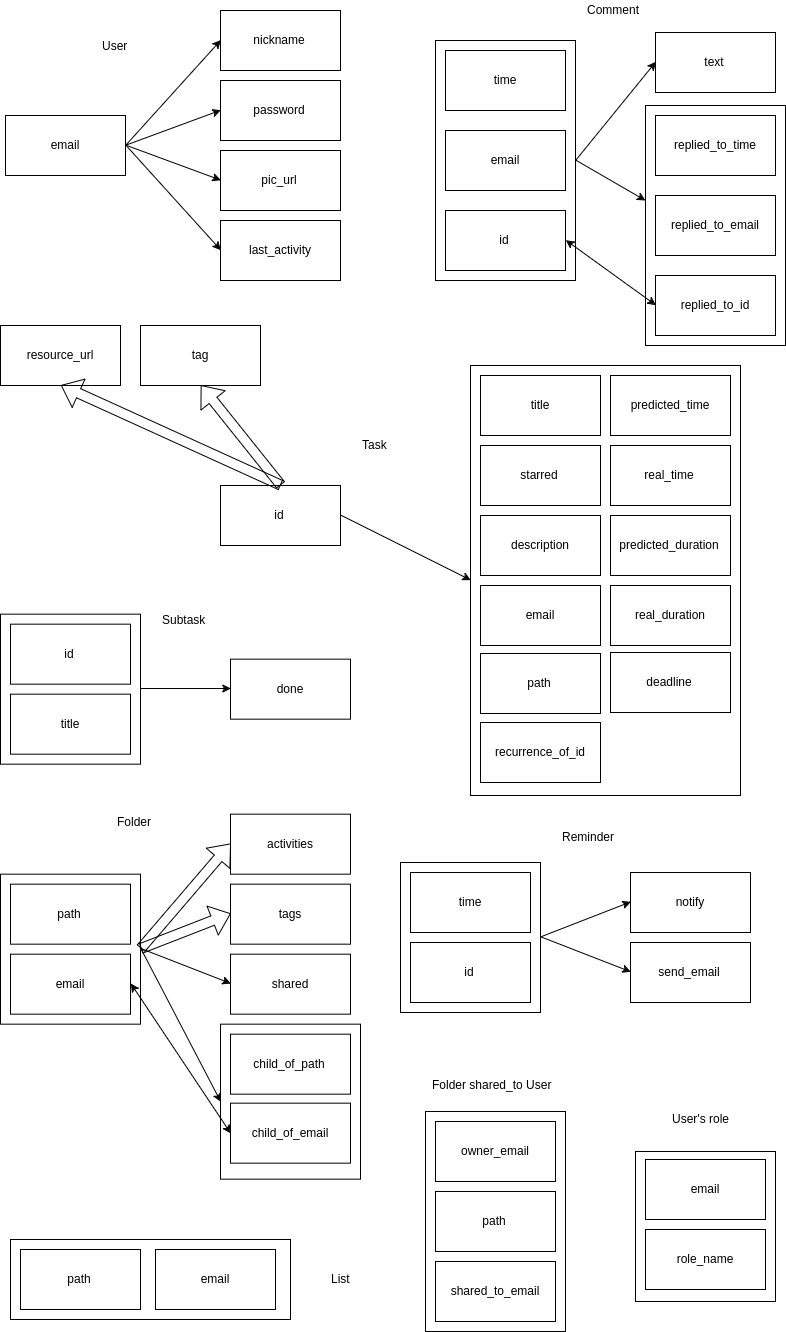 User
email
nickname
password
pic_url
last_activity
Comment
time
email
id
text
replied_to_time
replied_to_email
replied_to_id
resource_url
tag
Task
id
title
predicted_time
starred
real_time
description
predicted_duration
email
real_duration
path
deadline
recurrence_of_id
Subtask
id
title
done
Folder
path
email
activities
tags
shared
child_of_path
child_of_email
Reminder
time
id
notify
send_email
Folder shared_to User
owner_email
path
shared_to_email
User's role
email
role_name
path
email
List